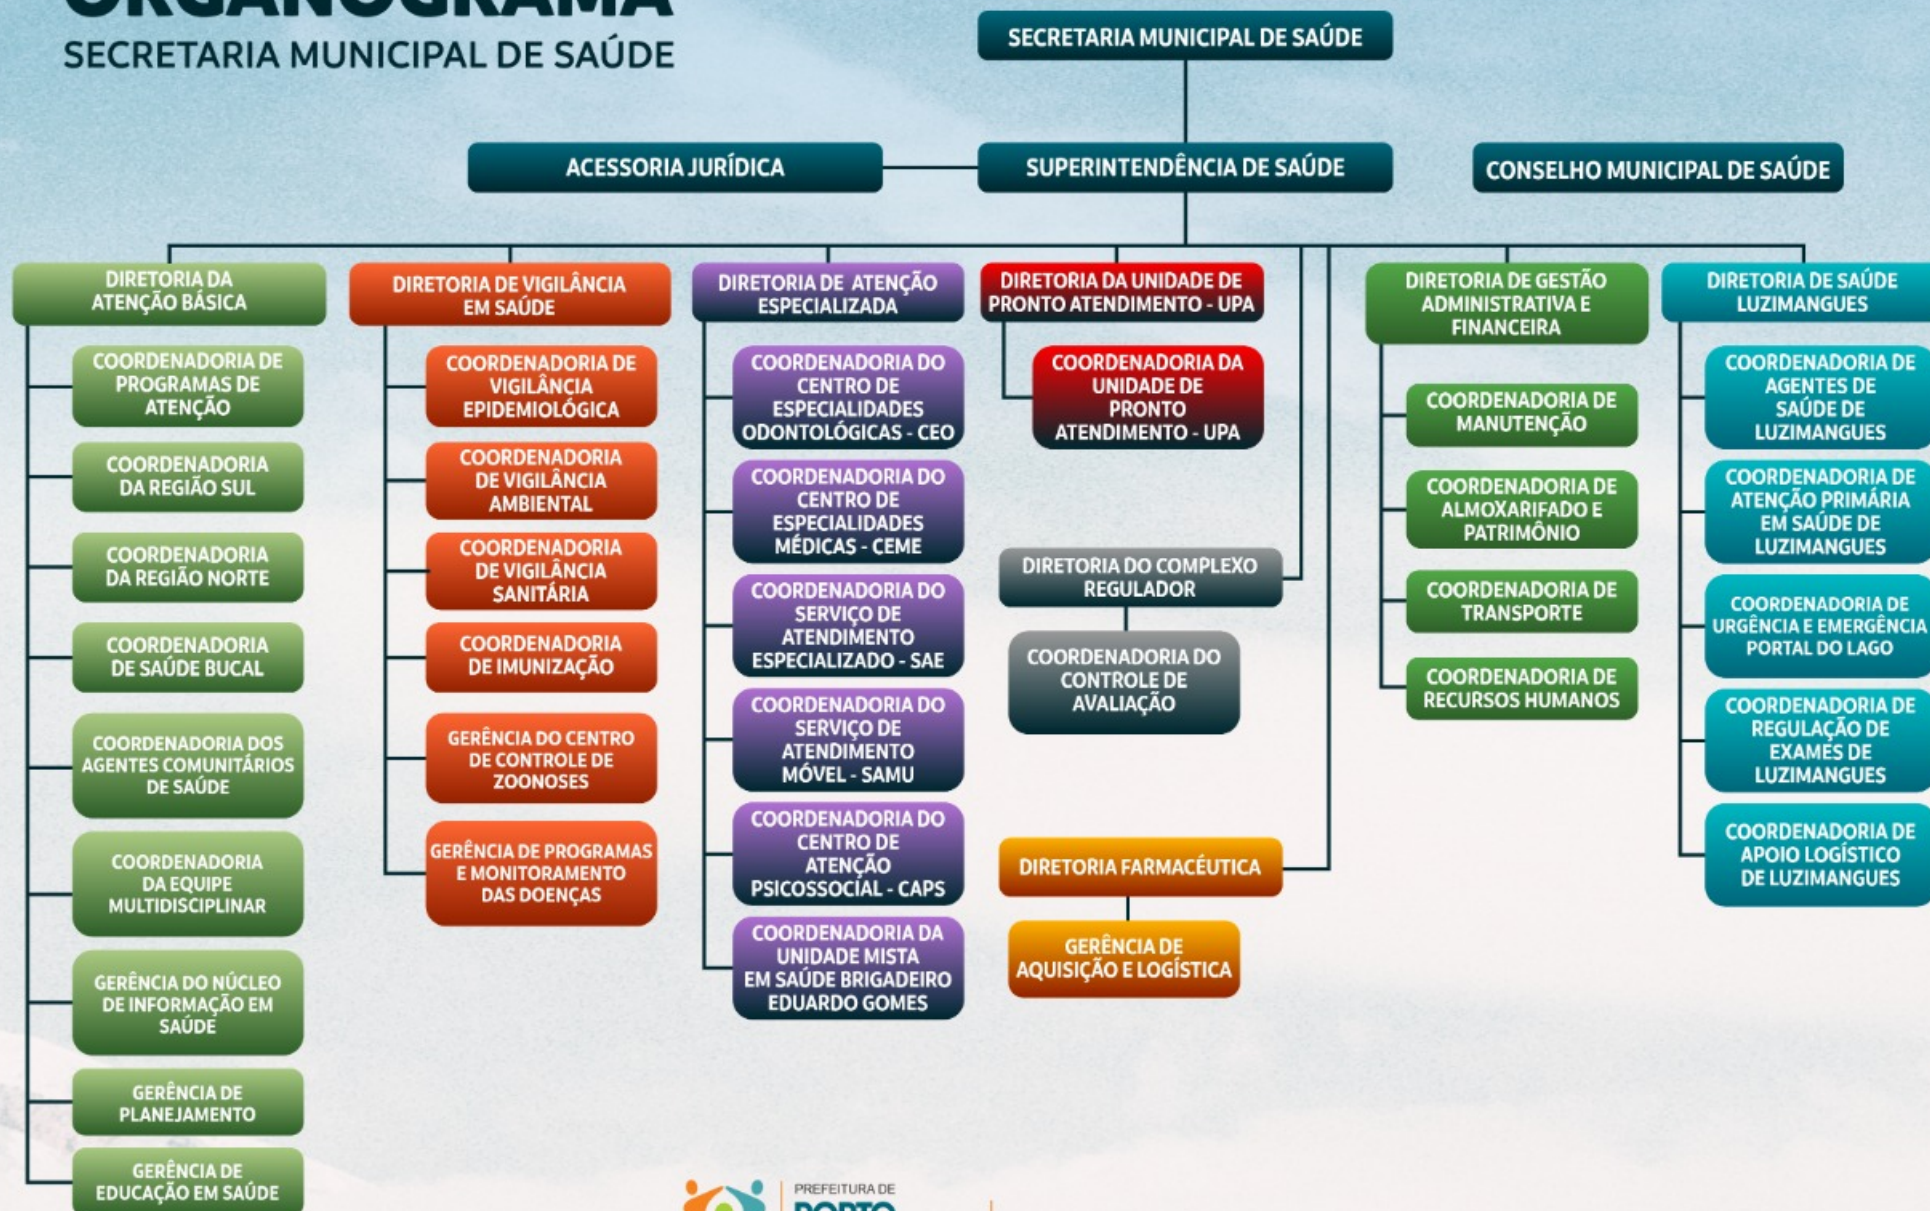 ORGANOGRAMA
SECRETARIA MUNICIPAL DE SAÚDE
SECRETARIA MUNICIPAL DE SAÚDE
ACESSORIA JURÍDICA
SUPERINTENDÊNCIA DE SAÚDE
CONSELHO MUNICIPAL DE SAÚDE
DIRETORIA DA
ATENÇÃO BÁSICA
COORDENADORIA DE
PROGRAMAS DE
ATENÇÃO
COORDENADORIA
DA REGIÃO SUL
COORDENADORIA
DA REGIÃO NORTE
COORDENADORIA
DE SAÚDE BUCAL
COORDENADORIA DOS
AGENTES COMUNITÁRIOS
DE SAÚDE
COORDENADORIA
DA EQUIPE
MULTIDISCIPLINAR
GERÊNCIA DO NÚCLEO
DE INFORMAÇÃO EM
SAÚDE
GERÊNCIA DE
PLANEJAMENTO
GERÊNCIA DE
EDUCAÇÃO EM SAÚDE
DIRETORIA DE VIGILÂNCIA
EM SAÚDE
COORDENADORIA DE
VIGILÂNCIA
EPIDEMIOLÓGICA
COORDENADORIA
DE VIGILÂNCIA
AMBIENTAL
COORDENADORIA
DE VIGILÂNCIA
SANITÁRIA
COORDENADORIA
DE IMUNIZAÇÃO
GERÊNCIA DO CENTRO
DE CONTROLE DE
ZOONOSES
GERÊNCIA DE PROGRAMAS
E MONITORAMENTO
DAS DOENÇAS
DIRETORIA DE ATENÇÃO
ESPECIALIZADA
COORDENADORIA DO
CENTRO DE
ESPECIALIDADES
ODONTOLÓGICAS - CEO
COORDENADORIA DO
CENTRO DE
ESPECIALIDADES
MÉDICAS - CEME
COORDENADORIA DO
SERVIÇO DE
ATENDIMENTO
ESPECIALIZADO - SAE
COORDENADORIA DO
SERVIÇO DE
ATENDIMENTO
MÓVEL - SAMU
COORDENADORIA DO
CENTRO DE
ATENÇÃO
PSICOSSOCIAL - CAPS
COORDENADORIA DA
UNIDADE MISTA
EM SAÚDE BRIGADEIRO
EDUARDO GOMES
DIRETORIA DA UNIDADE DE
PRONTO ATENDIMENTO - UPA
COORDENADORIA DA
UNIDADE DE
PRONTO
ATENDIMENTO - UPA
DIRETORIA DO COMPLEXO
REGULADOR
COORDENADORIA DO
CONTROLE DE
AVALIAÇÃO
DIRETORIA FARMACÉUTICA
GERÊNCIA DE
AQUISIÇÃO E LOGÍSTICA
DIRETORIA DE GESTÃO
ADMINISTRATIVA E
FINANCEIRA
COORDENADORIA DE
MANUTENÇÃO
COORDENADORIA DE
ALMOXARIFADO E
PATRIMÔNIO
COORDENADORIA DE
TRANSPORTE
COORDENADORIA DE
RECURSOS HUMANOS
DIRETORIA DE SAÚDE
LUZIMANGUES
COORDENADORIA DE
AGENTES DE
SAÚDE DE
LUZIMANGUES
COORDENADORIA DE
ATENÇÃO PRIMÁRIA
EM SAÚDE DE
LUZIMANGUES
COORDENADORIA DE
URGÊNCIA E EMERGÊNCIA
PORTAL DO LAGO
COORDENADORIA DE
REGULAÇÃO DE
EXAMES DE
LUZIMANGUES
COORDENADORIA DE
APOIO LOGÍSTICO
DE LUZIMANGUES
PREFEITURA DE
PORTO